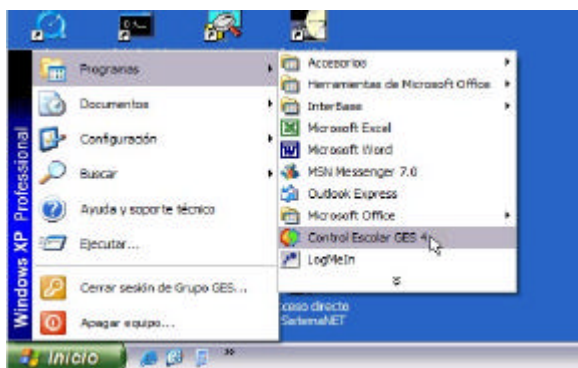 Programas
Documentos
Configuración
Buscar
Ayuda y soporte técnico
Ejecutar...
Cerrar sesión de Grupo GES...
Apagar equipo...
Windows XP Professional
Accesorios
Herramientas de Microsoft Office
InterBase
Microsoft Excel
Microsoft Word
MSN Messenger 7.0
Outlook Express
Microsoft Office
Control Escolar GES 4
LogMeIn
ceso directo
SistemaNET
Inicio